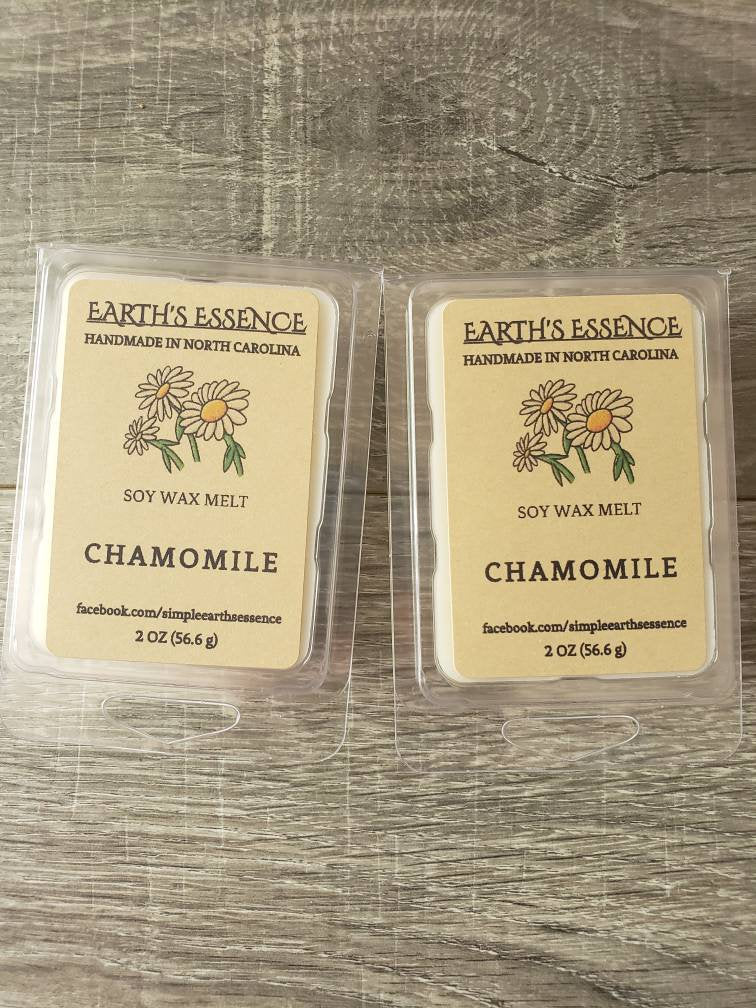 EARTH'S ESSENCE
HANDMADE IN NORTH CAROLINA
SOY WAX MELT
CHAMOMILE
facebook.com/simpleearthsessence
2 OZ (56.6 g)
EARTH'S ESSENCE
HANDMADE IN NORTH CAROLINA
SOY WAX MELT
CHAMOMILE
facebook.com/simpleearthsessence
2 OZ (56.6 g)